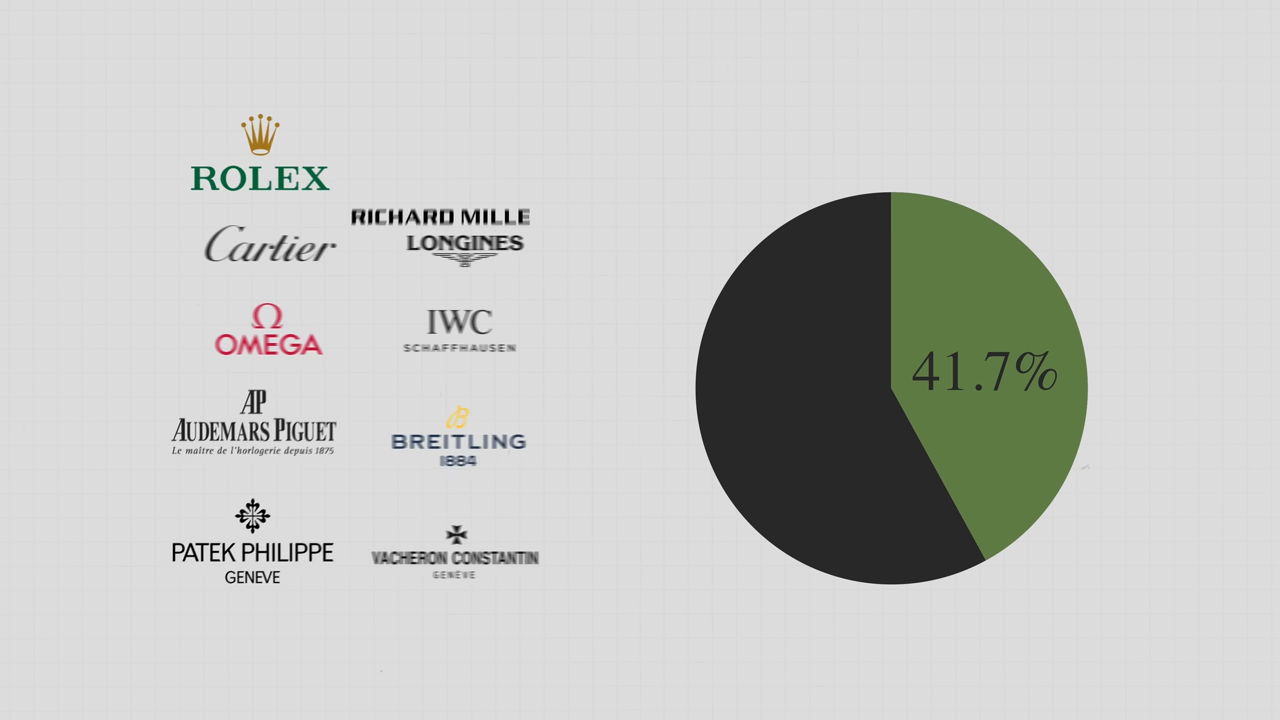 ROLEX
Cartier
OMEGA
AP
AUDEMARS PIGUET
Le maître de l'horlogerie depuis 1875
PATEK PHILIPPE
GENEVE
RICHARD MILLE
LONGINES
IWC
SCHAFFHAUSEN
B
BREITLING
1884
VACHERON CONSTANTIN
GENÈVE
41.7%